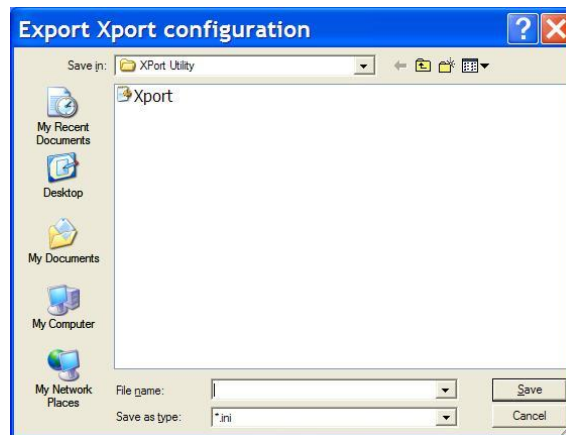 Export Xport configuration
Save in: XPort Utility
Xport
My Recent
Documents
Desktop
My Documents
My Computer
My Network
Places
File name:
Save
Save as type: *.ini
Cancel